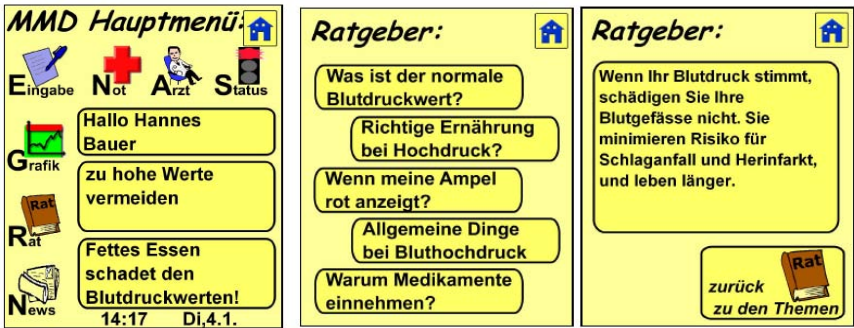 MMD Hauptmenü:
Eingabe Not Arzt Status
Hallo Hannes
Bauer
Grafik
zu hohe Werte
vermeiden
Rat
Rat
Fettes Essen
schadet den
Blutdruckwerten!
News
14:17 Di,4.1.
Ratgeber:
Was ist der normale
Blutdruckwert?
Richtige Ernährung
bei Hochdruck?
Wenn meine Ampel
rot anzeigt?
Allgemeine Dinge
bei Bluthochdruck
Warum Medikamente
einnehmen?
Ratgeber:
Wenn Ihr Blutdruck stimmt,
schädigen Sie Ihre
Blutgefässe nicht. Sie
minimieren Risiko für
Schlaganfall und Herinfarkt,
und leben länger.
Rat
zurück
zu den Themen